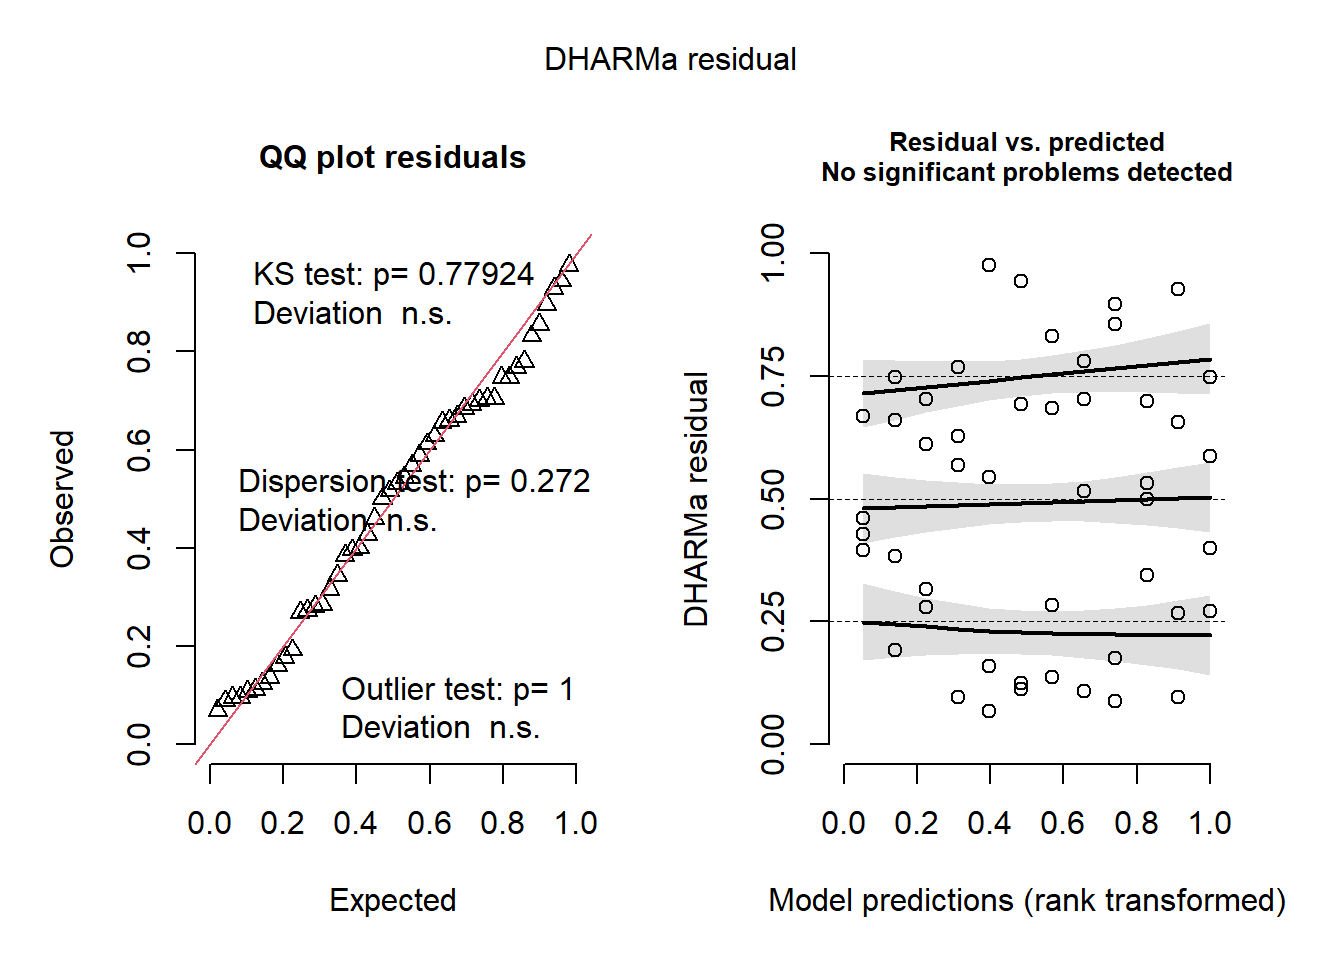 DHARMa residual
QQ plot residuals
KS test: p= 0.77924
Deviation  n.s.
Dispersion test: p= 0.272
Deviation  n.s.
Outlier test: p= 1
Deviation  n.s.
Observed
0.0 0.2 0.4 0.6 0.8 1.0
0.0 0.2 0.4 0.6 0.8 1.0
Expected
Residual vs. predicted
No significant problems detected
DHARMa residual
0.00 0.25 0.50 0.75 1.00
0.0 0.2 0.4 0.6 0.8 1.0
Model predictions (rank transformed)